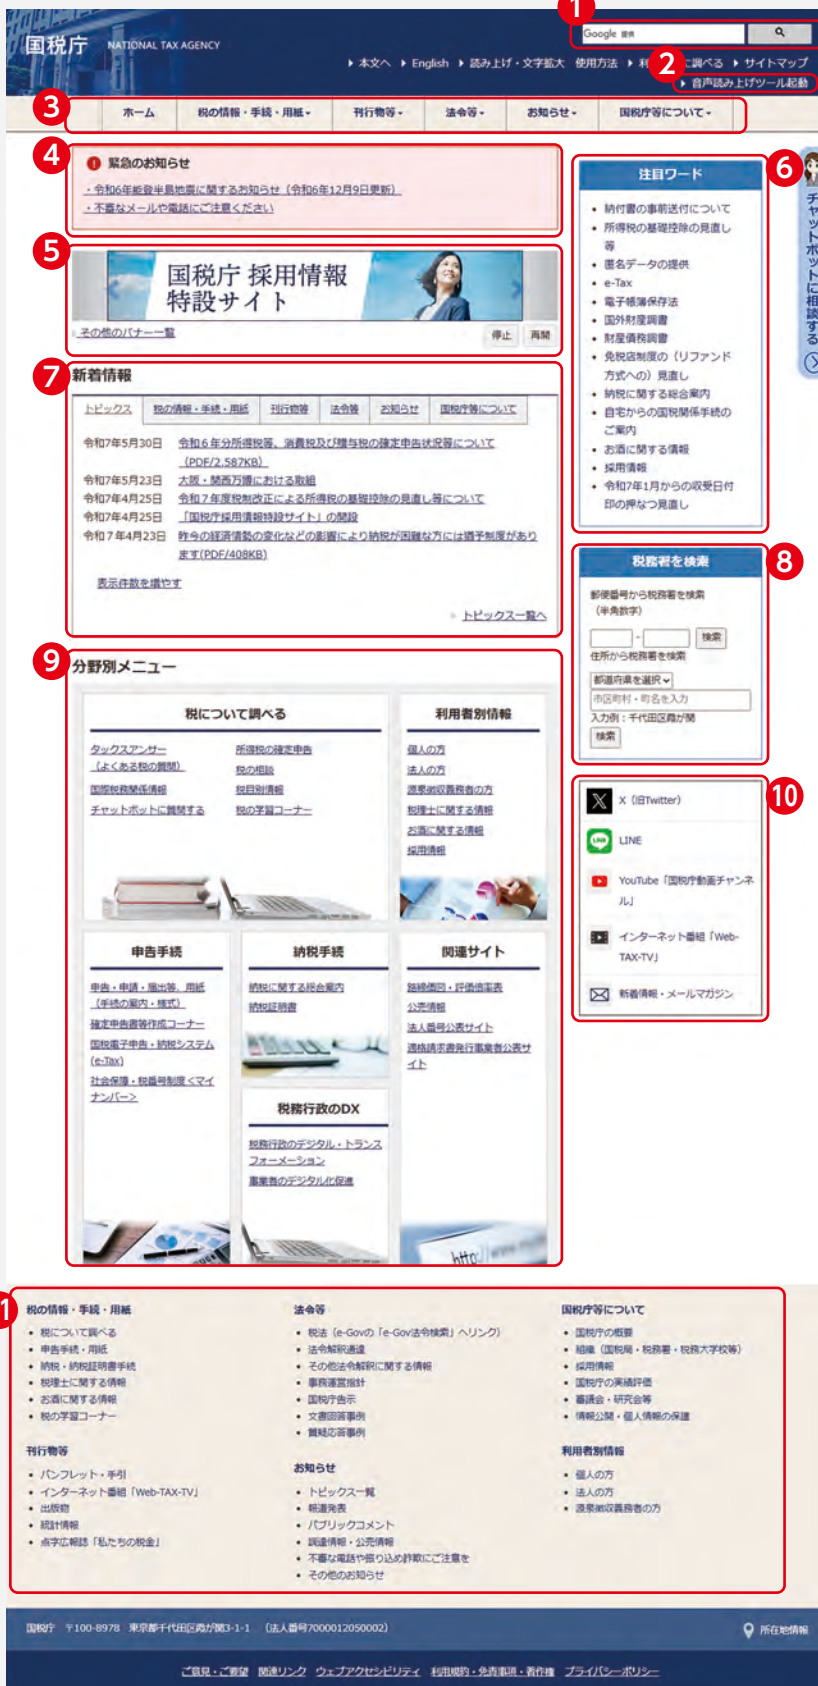 1
国税庁 NATIONAL TAX AGENCY
Google 提供
本文へ English 読み上げ・文字拡大 使用方法 に調べる サイトマップ
2
音声読み上げツール起動
3
ホーム 税の情報・手続・用紙 刊行物等 法令等 お知らせ 国税庁等について
4
緊急のお知らせ
・令和6年能登半島地震に関するお知らせ（令和6年12月9日更新）
・不審なメールや電話にご注意ください
5
国税庁 採用情報
特設サイト
その他のバナー一覧
停止 再開
6
注目ワード
• 納付書の事前送付について
• 所得税の基礎控除の見直し
等
• 匿名データの提供
• e-Tax
• 電子帳簿保存法
• 国外財産調書
• 財産債務調書
• 免税店制度の（リファンド
方式への）見直し
• 納税に関する総合案内
• 自宅からの国税関係手続の
ご案内
• お酒に関する情報
• 採用情報
• 令和7年1月からの収受日付
印の押なつ見直し
チャットボットに相談する
7
新着情報
トピックス 税の情報・手続・用紙 刊行物等 法令等 お知らせ 国税庁等について
令和7年5月30日 令和6年分所得税等、消費税及び贈与税の確定申告状況等について
（PDF/2,587KB）
令和7年5月23日 大阪・関西万博における取組
令和7年4月25日 令和7年度税制改正による所得税の基礎控除の見直し等について
令和7年4月25日 「国税庁採用情報特設サイト」の開設
令和7年4月23日 昨今の経済情勢の変化などの影響により納税が困難な方には猶予制度があり
ます(PDF/408KB)
表示件数を増やす
トピックス一覧へ
8
税務署を検索
郵便番号から税務署を検索
（半角数字）
- 検索
住所から税務署を検索
都道府県を選択
市区町村・町名を入力
入力例：千代田区霞が関
検索
9
分野別メニュー
税について調べる
タックスアンサー
（よくある税の質問）
国際税務関係情報
チャットボットに質問する
所得税の確定申告
税の相談
税目別情報
税の学習コーナー
利用者別情報
個人の方
法人の方
源泉徴収義務者の方
税理士に関する情報
お酒に関する情報
採用情報
申告手続
申告・申請・届出等、用紙
（手続の案内・様式）
確定申告書等作成コーナー
国税電子申告・納税システム
(e-Tax)
社会保障・税番号制度<マイ
ナンバー>
納税手続
納税に関する総合案内
納税証明書
税務行政のDX
税務行政のデジタル・トランス
フォーメーション
事業者のデジタル化促進
関連サイト
路線価図・評価倍率表
公売情報
法人番号公表サイト
適格請求書発行事業者公表サ
イト
http://www
10
X（旧Twitter）
LINE
YouTube「国税庁動画チャンネ
ル」
インターネット番組「Web-
TAX-TV」
新着情報・メールマガジン
税の情報・手続・用紙
• 税について調べる
• 申告手続・用紙
• 納税・納税証明書手続
• 税理士に関する情報
• お酒に関する情報
• 税の学習コーナー
刊行物等
• パンフレット・手引
• インターネット番組「Web-TAX-TV」
• 出版物
• 統計情報
• 点字広報誌「私たちの税金」
法令等
• 税法（e-Govの「e-Gov法令検索」へリンク）
• 法令解釈通達
• その他法令解釈に関する情報
• 事務運営指針
• 国税庁告示
• 文書回答事例
• 質疑応答事例
お知らせ
• トピックス一覧
• 報道発表
• パブリックコメント
• 調達情報・公売情報
• 不審な電話や振り込め詐欺にご注意を
• その他のお知らせ
国税庁等について
• 国税庁の概要
• 組織（国税局・税務署・税務大学校等）
• 採用情報
• 国税庁の実績評価
• 審議会・研究会等
• 情報公開・個人情報の保護
利用者別情報
• 個人の方
• 法人の方
• 源泉徴収義務者の方
国税庁 〒100-8978 東京都千代田区霞が関3-1-1 （法人番号7000012050002）
所在地情報
ご意見・ご要望 関連リンク ウェブアクセシビリティ 利用規約・免責事項・著作権 プライバシーポリシー